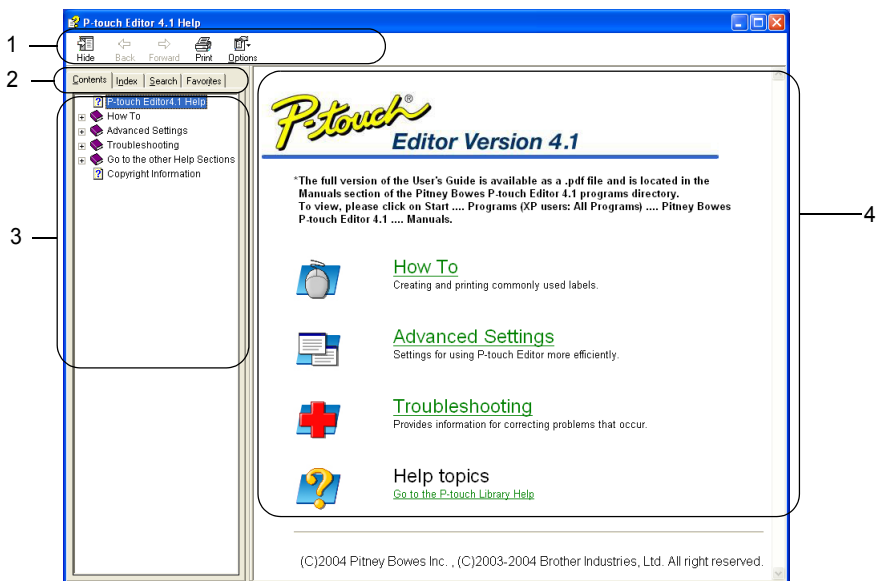 P-touch Editor 4.1 Help
1
Hide Back Forward Print Options
2
Contents Index Search Favorites
P-touch Editor4.1 Help
How To
Advanced Settings
Troubleshooting
Go to the other Help Sections
Copyright Information
3
P-touch®
Editor Version 4.1
*The full version of the User's Guide is available as a .pdf file and is located in the
Manuals section of the Pitney Bowes P-touch Editor 4.1 programs directory.
To view, please click on Start .... Programs (XP users: All Programs) .... Pitney Bowes
P-touch Editor 4.1 .... Manuals.
4
How To
Creating and printing commonly used labels.
Advanced Settings
Settings for using P-touch Editor more efficiently.
Troubleshooting
Provides information for correcting problems that occur.
Help topics
Go to the P-touch Library Help
(C)2004 Pitney Bowes Inc. , (C)2003-2004 Brother Industries, Ltd. All right reserved.